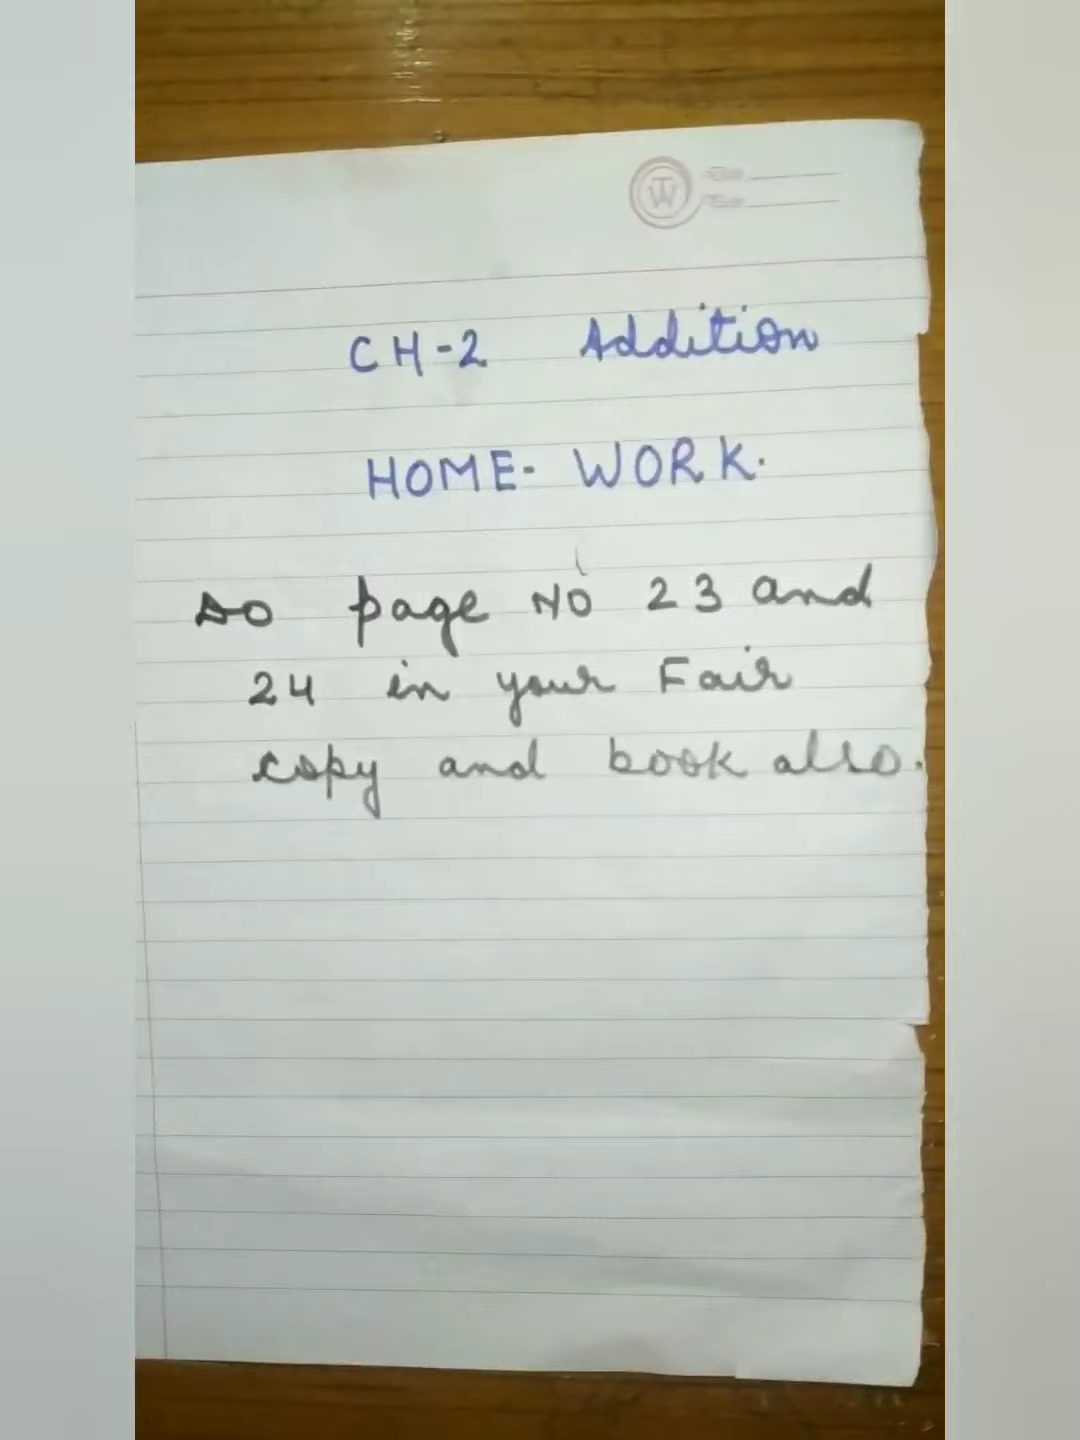 CH-2 Addition
HOME-WORK.
Do page No 23 and
24 in your Fair
copy and book also.